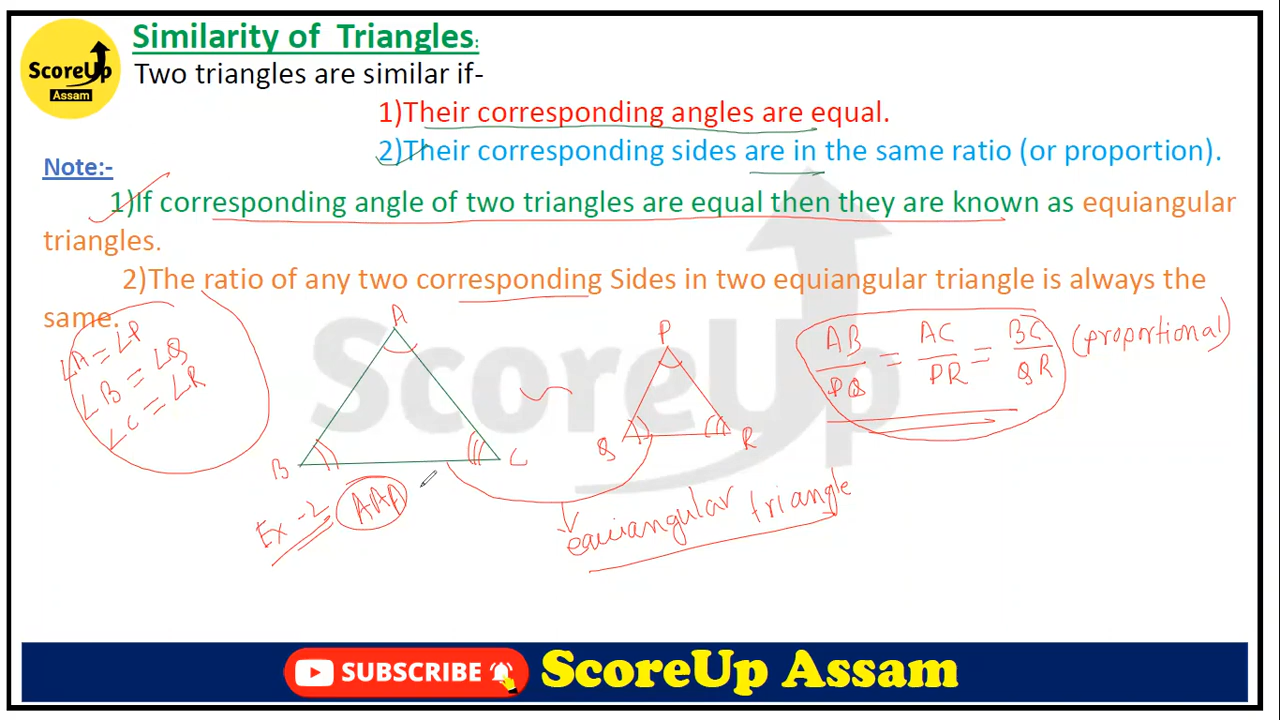 ScoreUp
Assam
Similarity of Triangles:
Two triangles are similar if-
1)Their corresponding angles are equal.
2)Their corresponding sides are in the same ratio (or proportion).
Note:-
1)If corresponding angle of two triangles are equal then they are known as equiangular
triangles.
2)The ratio of any two corresponding Sides in two equiangular triangle is always the
same.
∠A=∠P
∠B=∠Q
∠C=∠R
A
B
C
~
P
Q
R
AB/PQ = AC/PR = BC/QR (proportional)
Ex-2 AAA
equiangular triangle
ScoreUp
SUBSCRIBE
ScoreUp Assam